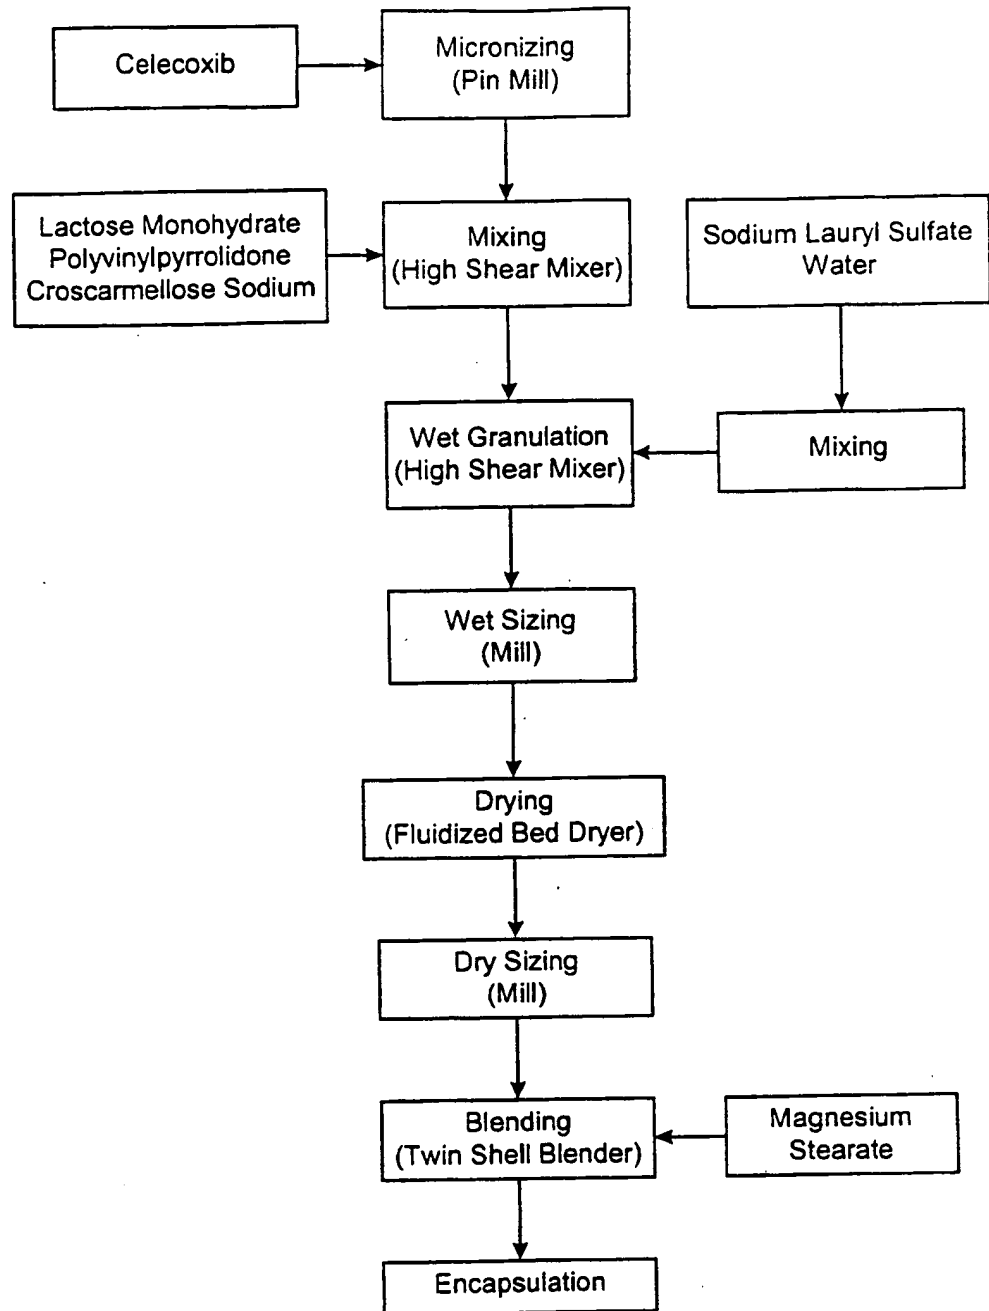 Celecoxib
Micronizing
(Pin Mill)
Lactose Monohydrate
Polyvinylpyrrolidone
Croscarmellose Sodium
Mixing
(High Shear Mixer)
Sodium Lauryl Sulfate
Water
Wet Granulation
(High Shear Mixer)
Mixing
Wet Sizing
(Mill)
Drying
(Fluidized Bed Dryer)
Dry Sizing
(Mill)
Blending
(Twin Shell Blender)
Magnesium
Stearate
Encapsulation